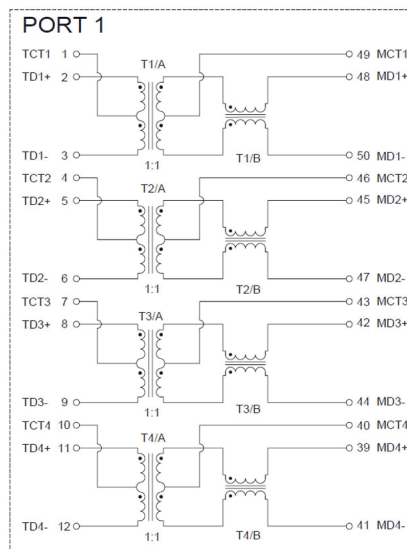 PORT 1
TCT1 1 49 MCT1
T1/A
TD1+ 2 48 MD1+
TD1- 3 50 MD1-
1:1 T1/B
TCT2 4 46 MCT2
T2/A
TD2+ 5 45 MD2+
TD2- 6 47 MD2-
1:1 T2/B
TCT3 7 43 MCT3
T3/A
TD3+ 8 42 MD3+
TD3- 9 44 MD3-
1:1 T3/B
TCT4 10 40 MCT4
T4/A
TD4+ 11 39 MD4+
TD4- 12 41 MD4-
1:1 T4/B